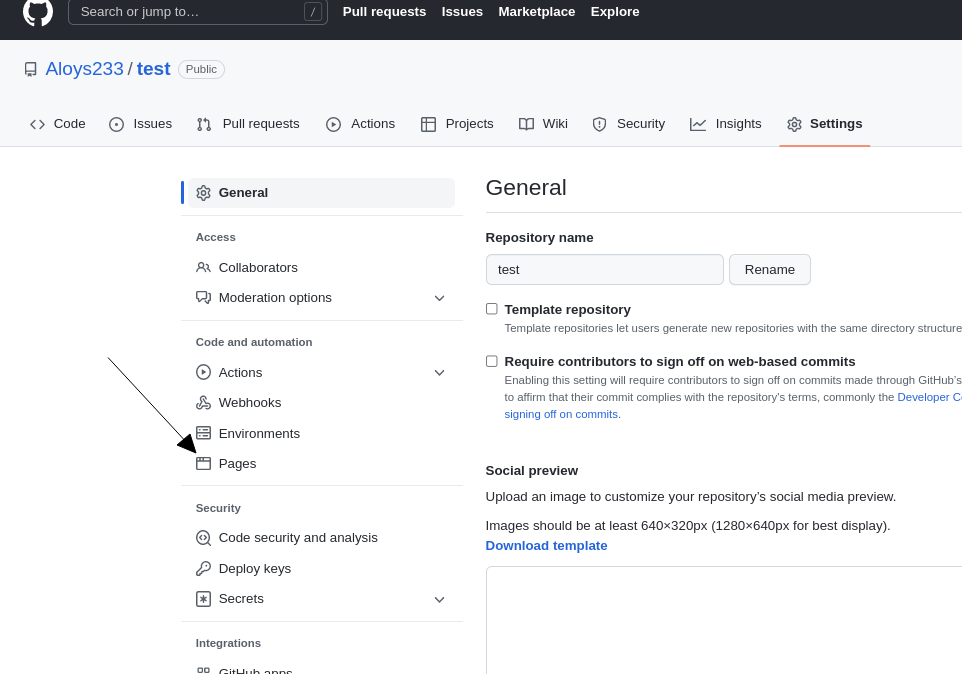 Search or jump to… /
Pull requests Issues Marketplace Explore
Aloys233 / test Public
Code Issues Pull requests Actions Projects Wiki Security Insights Settings
General
Access
Collaborators
Moderation options
Code and automation
Actions
Webhooks
Environments
Pages
Security
Code security and analysis
Deploy keys
Secrets
Integrations
GitHub apps
General
Repository name
test Rename
Template repository
Template repositories let users generate new repositories with the same directory structure
Require contributors to sign off on web-based commits
Enabling this setting will require contributors to sign off on commits made through GitHub's
to affirm that their commit complies with the repository's terms, commonly the Developer
signing off on commits.
Social preview
Upload an image to customize your repository's social media preview.
Images should be at least 640×320px (1280×640px for best display).
Download template